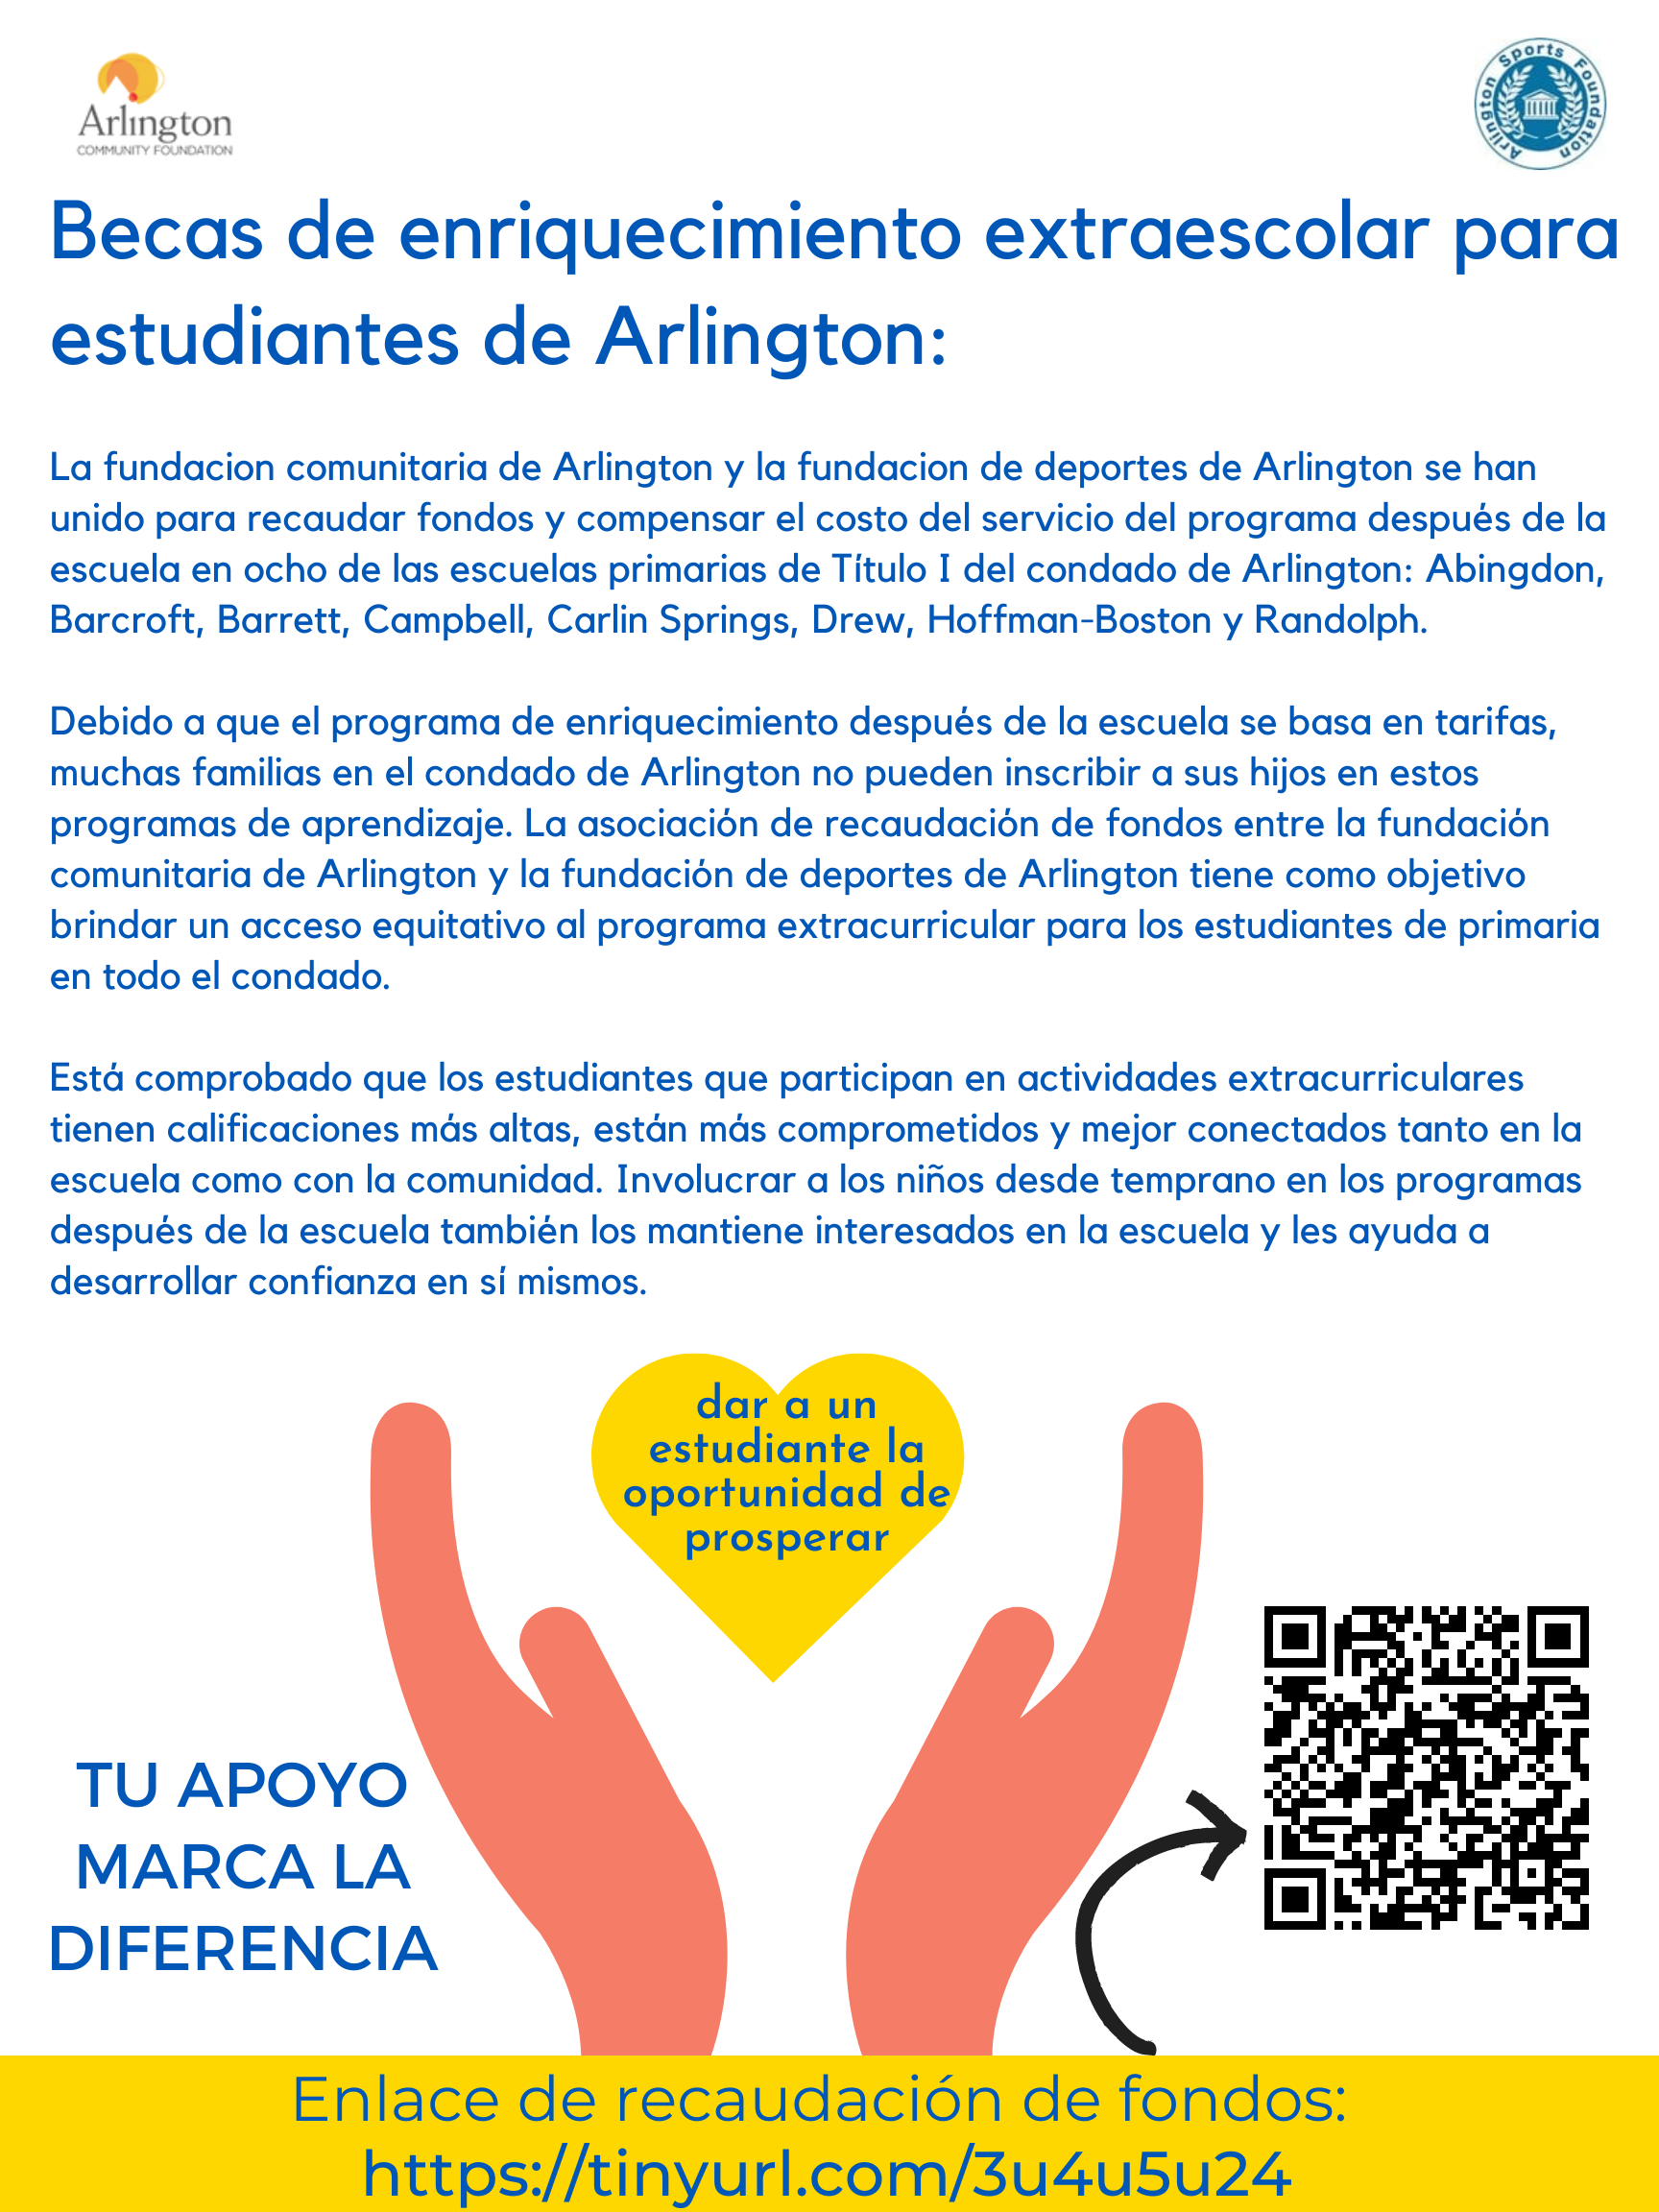 Arlington
COMMUNITY FOUNDATION
Arlington Sports Foundation
Becas de enriquecimiento extraescolar para
estudiantes de Arlington:
La fundacion comunitaria de Arlington y la fundacion de deportes de Arlington se han
unido para recaudar fondos y compensar el costo del servicio del programa después de la
escuela en ocho de las escuelas primarias de Título I del condado de Arlington: Abingdon,
Barcroft, Barrett, Campbell, Carlin Springs, Drew, Hoffman-Boston y Randolph.
Debido a que el programa de enriquecimiento después de la escuela se basa en tarifas,
muchas familias en el condado de Arlington no pueden inscribir a sus hijos en estos
programas de aprendizaje. La asociación de recaudación de fondos entre la fundación
comunitaria de Arlington y la fundación de deportes de Arlington tiene como objetivo
brindar un acceso equitativo al programa extracurricular para los estudiantes de primaria
en todo el condado.
Está comprobado que los estudiantes que participan en actividades extracurriculares
tienen calificaciones más altas, están más comprometidos y mejor conectados tanto en la
escuela como con la comunidad. Involucrar a los niños desde temprano en los programas
después de la escuela también los mantiene interesados en la escuela y les ayuda a
desarrollar confianza en sí mismos.
dar a un
estudiante la
oportunidad de
prosperar
TU APOYO
MARCA LA
DIFERENCIA
Enlace de recaudación de fondos:
https://tinyurl.com/3u4u5u24